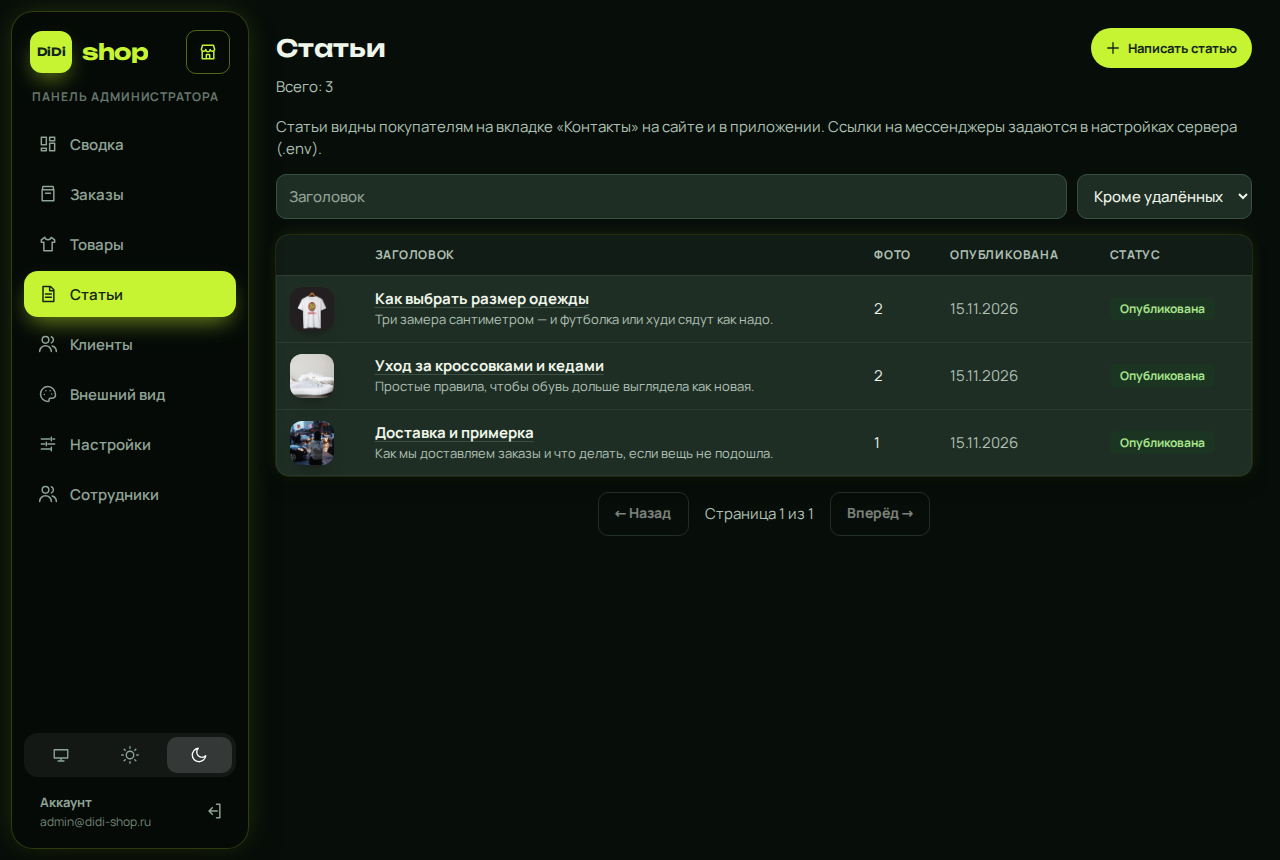 DiDi shop
ПАНЕЛЬ АДМИНИСТРАТОРА
Сводка
Заказы
Товары
Статьи
Клиенты
Внешний вид
Настройки
Сотрудники
Аккаунт
admin@didi-shop.ru
Статьи
Написать статью
Всего: 3
Статьи видны покупателям на вкладке «Контакты» на сайте и в приложении. Ссылки на мессенджеры задаются в настройках сервера
(.env).
Заголовок
Кроме удалённых
ЗАГОЛОВОК ФОТО ОПУБЛИКОВАНА СТАТУС
Как выбрать размер одежды
Три замера сантиметром — и футболка или худи сядут как надо.
2 15.11.2026 Опубликована
Уход за кроссовками и кедами
Простые правила, чтобы обувь дольше выглядела как новая.
2 15.11.2026 Опубликована
Доставка и примерка
Как мы доставляем заказы и что делать, если вещь не подошла.
1 15.11.2026 Опубликована
← Назад Страница 1 из 1 Вперёд →